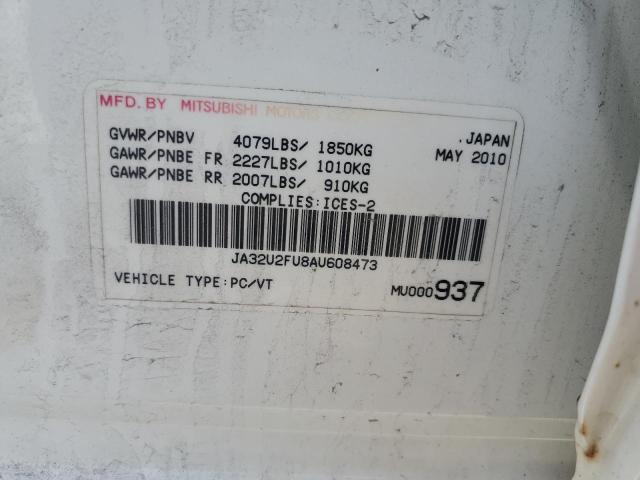 MFD. BY MITSUBISHI MOTORS
GVWR/PNBV 4079LBS/ 1850KG .JAPAN
GAWR/PNBE FR 2227LBS/ 1010KG MAY 2010
GAWR/PNBE RR 2007LBS/ 910KG
COMPLIES:ICES-2
JA32U2FU8AU608473
VEHICLE TYPE:PC/VT MU000937